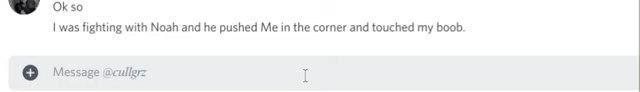 Ok so
I was fighting with Noah and he pushed Me in the corner and touched my boob.
Message @cullgrz